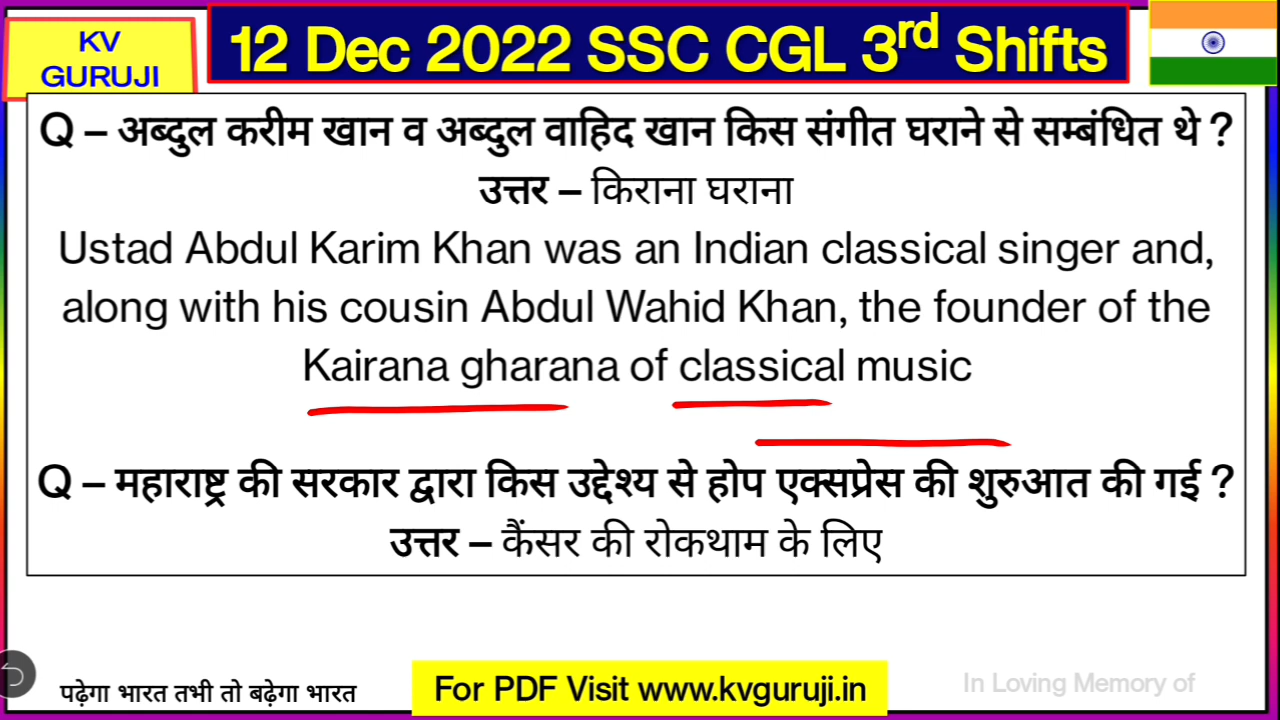 KV
GURUJI
12 Dec 2022 SSC CGL 3rd Shifts
Q – अब्दुल करीम खान व अब्दुल वाहिद खान किस संगीत घराने से सम्बंधित थे ?
उत्तर – किराना घराना
Ustad Abdul Karim Khan was an Indian classical singer and,
along with his cousin Abdul Wahid Khan, the founder of the
Kairana gharana of classical music
Q – महाराष्ट्र की सरकार द्वारा किस उद्देश्य से होप एक्सप्रेस की शुरुआत की गई ?
उत्तर – कैंसर की रोकथाम के लिए
पढ़ेगा भारत तभी तो बढ़ेगा भारत
For PDF Visit www.kvguruji.in
In Loving Memory of